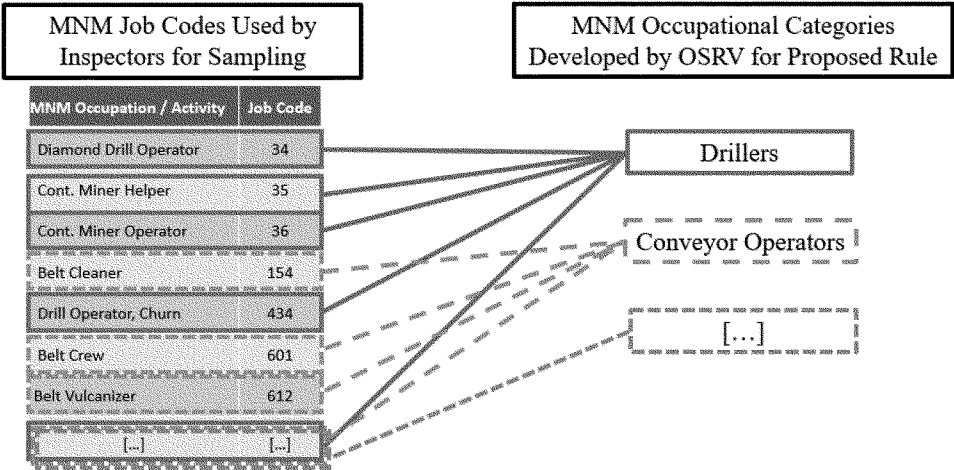 MNM Job Codes Used by
Inspectors for Sampling
MNM Occupational Categories
Developed by OSRV for Proposed Rule
MNM Occupation / Activity Job Code
Diamond Drill Operator 34
Cont. Miner Helper 35
Cont. Miner Operator 36
Belt Cleaner 154
Drill Operator, Churn 434
Belt Crew 601
Belt Vulcanizer 612
[...] [...]
Drillers
Conveyor Operators
[...]